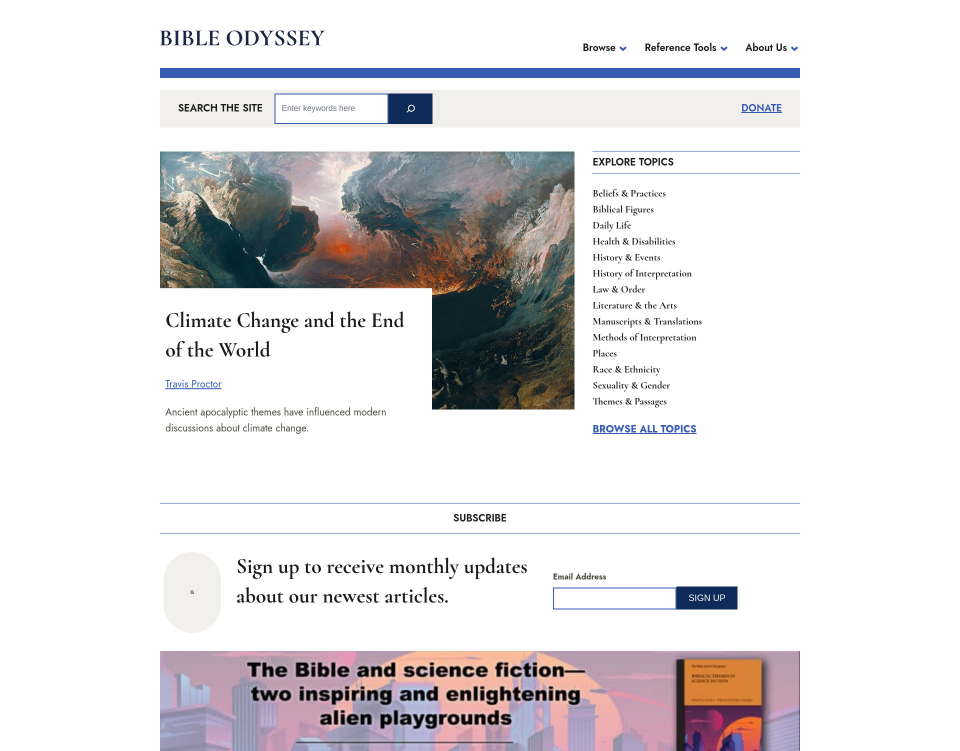 BIBLE ODYSSEY
Browse
Reference Tools
About Us
SEARCH THE SITE
Enter keywords here
DONATE
Climate Change and the End
of the World
Travis Proctor
Ancient apocalyptic themes have influenced modern
discussions about climate change.
EXPLORE TOPICS
Beliefs & Practices
Biblical Figures
Daily Life
Health & Disabilities
History & Events
History of Interpretation
Law & Order
Literature & the Arts
Manuscripts & Translations
Methods of Interpretation
Places
Race & Ethnicity
Sexuality & Gender
Themes & Passages
BROWSE ALL TOPICS
SUBSCRIBE
Sign up to receive monthly updates
about our newest articles.
Email Address
SIGN UP
The Bible and science fiction—
two inspiring and enlightening
alien playgrounds
BIBLICAL THEMES IN
SCIENCE FICTION